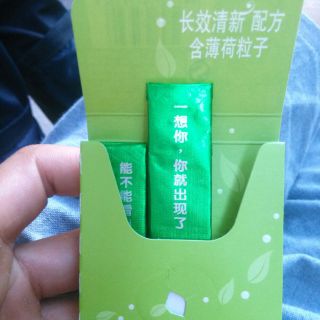 长效清新 配方
含薄荷粒子
一想你，你就出现了
能不能看